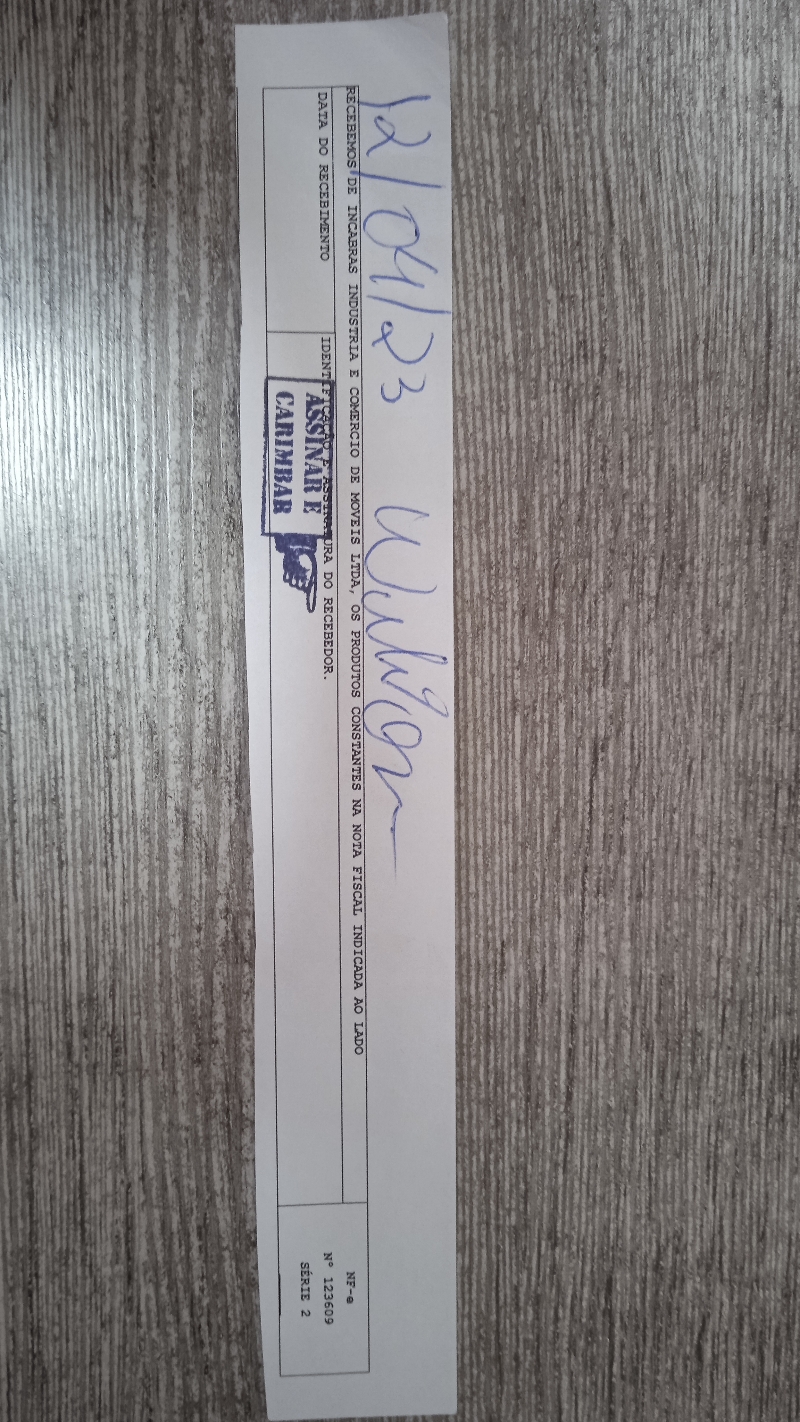 12/04/23
RECEBEMOS DE INCABRAS INDUSTRIA E COMERCIO DE MOVEIS LTDA, OS PRODUTOS CONSTANTES NA NOTA FISCAL INDICADA AO LADO
DATA DO RECEBIMENTO
IDENTIFICAÇÃO E ASSINATURA DO RECEBEDOR.
ASSINAR E
CARIMBAR
NF-e
Nº 123609
SÉRIE 2